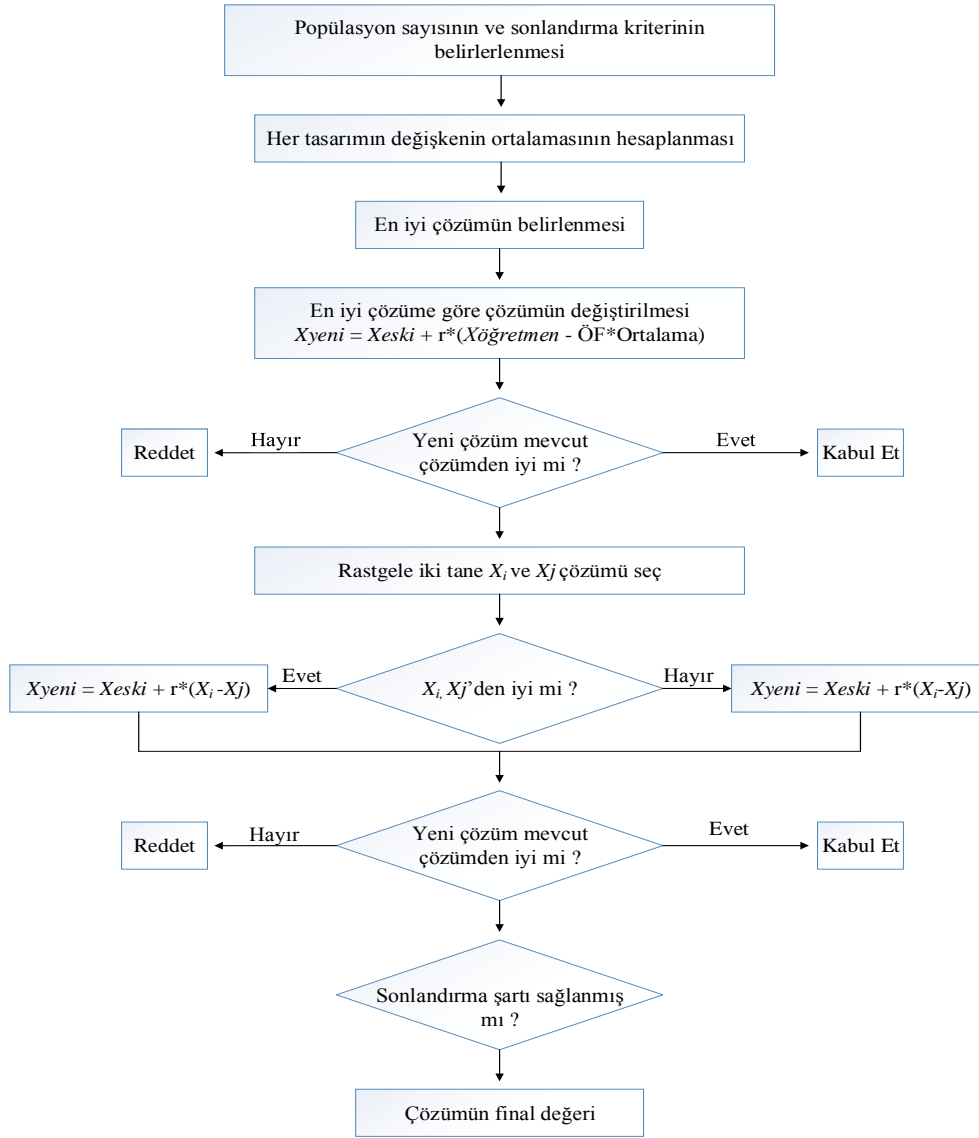 Popülasyon sayısının ve sonlandırma kriterinin
belirlerlenmesi
Her tasarımın değişkenin ortalamasının hesaplanması
En iyi çözümün belirlenmesi
En iyi çözüme göre çözümün değiştirilmesi
Xyeni = Xeski + r*(Xöğretmen - ÖF*Ortalama)
Reddet
Hayır
Yeni çözüm mevcut
çözümden iyi mi ?
Evet
Kabul Et
Rastgele iki tane Xi ve Xj çözümü seç
Xyeni = Xeski + r*(Xi -Xj)
Evet
Xi, Xj’den iyi mi ?
Hayır
Xyeni = Xeski + r*(Xi-Xj)
Reddet
Hayır
Yeni çözüm mevcut
çözümden iyi mi ?
Evet
Kabul Et
Sonlandırma şartı sağlanmış
mı ?
Çözümün final değeri